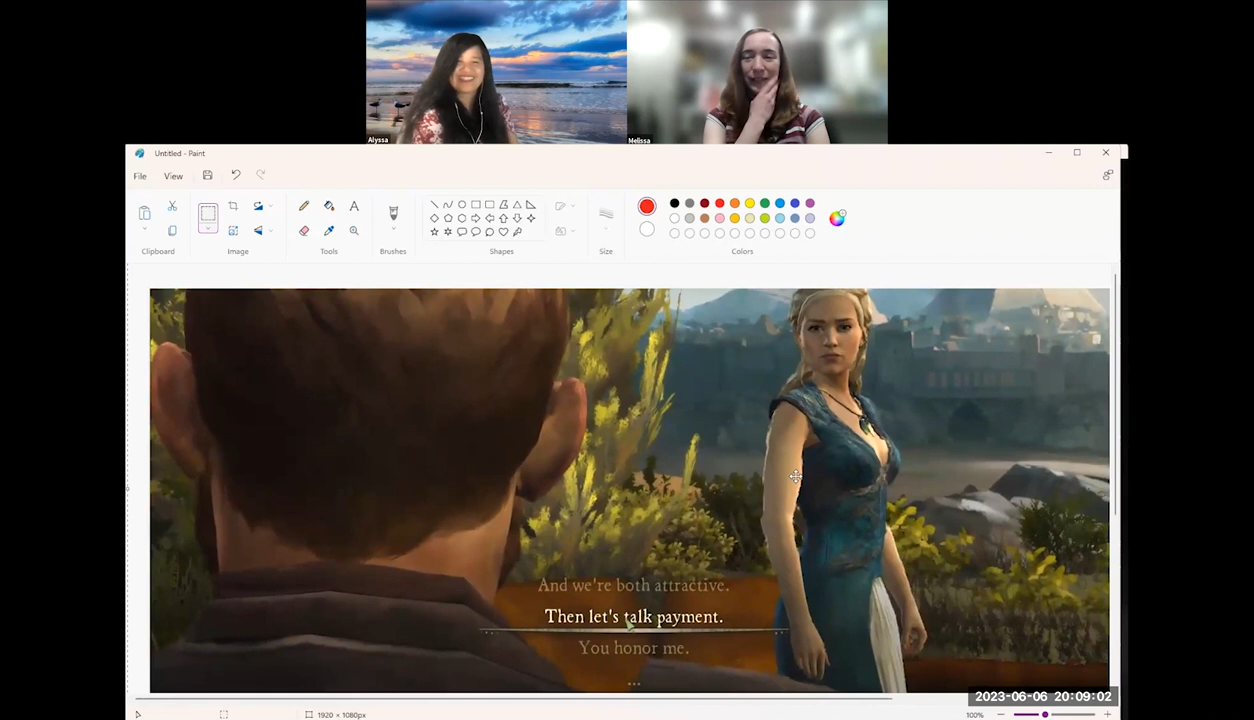 Alyssa
Melissa
Untitled - Paint
File
View
Clipboard
Image
Tools
Brushes
Shapes
Size
Colors
And we're both attractive.
Then let's talk payment.
You honor me.
...
2023-06-06 20:09:02
1920 × 1080px
100%